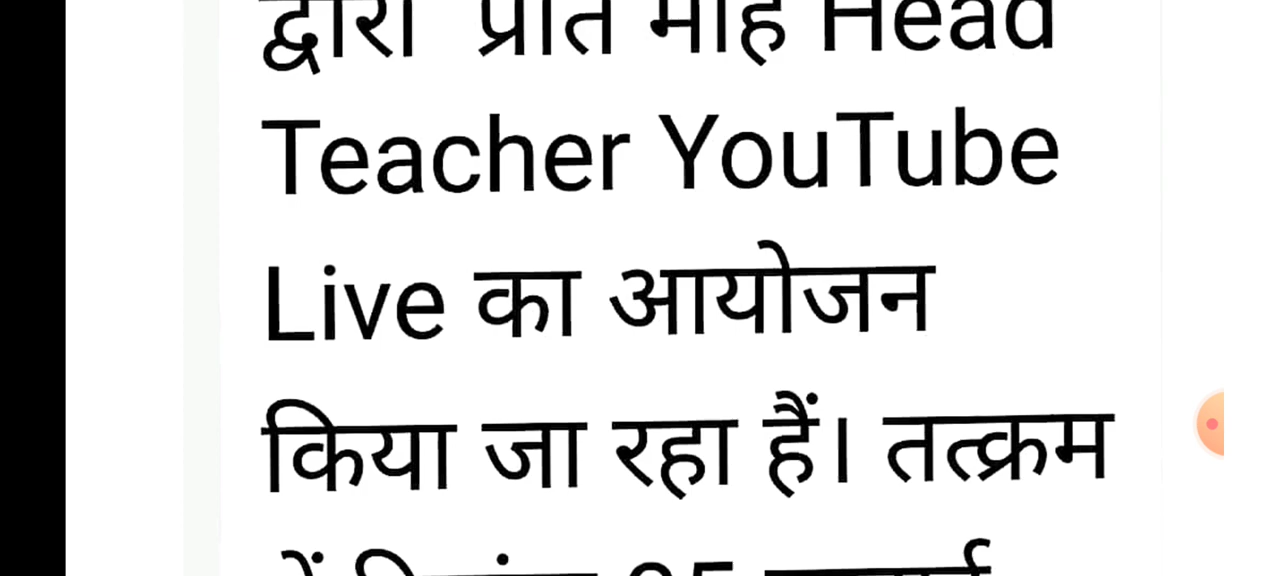 द्वारा प्रति माह Head
Teacher YouTube
Live का आयोजन
किया जा रहा हैं। तत्क्रम